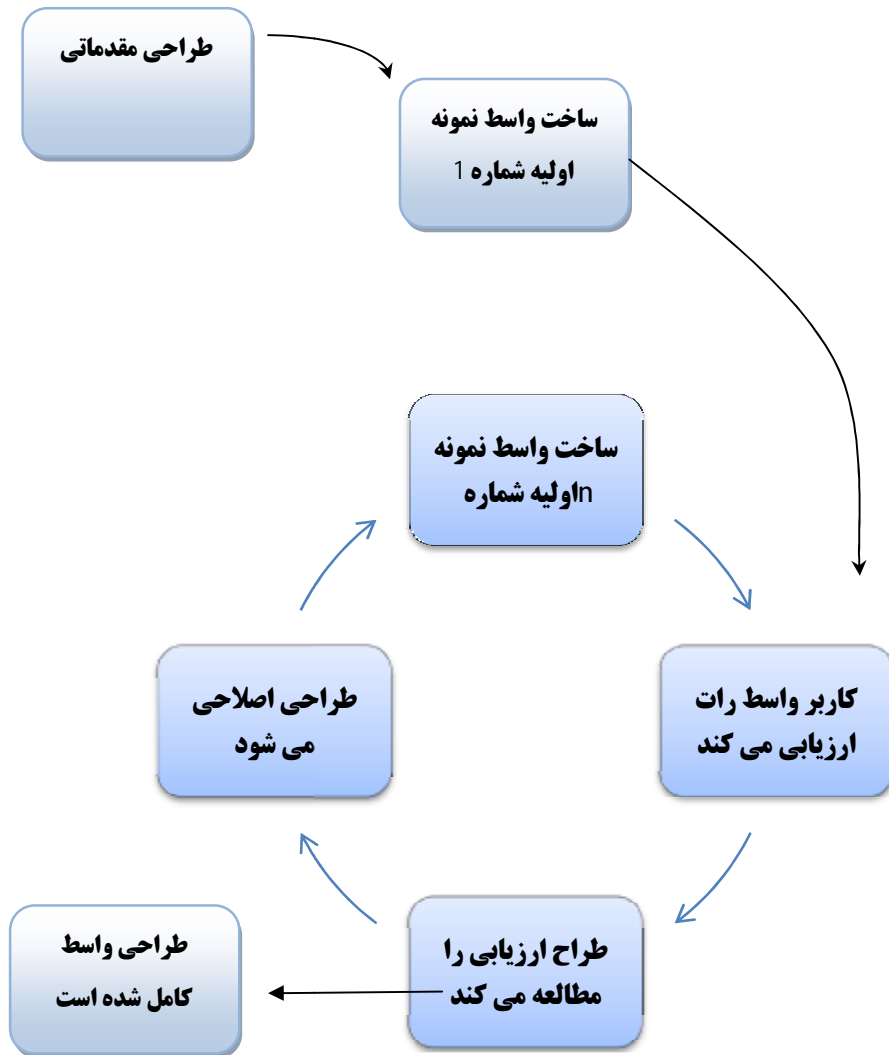 طراحی مقدماتی
ساخت واسط نمونه
اولیه شماره 1
ساخت واسط نمونه
اولیه شماره n
کاربر واسط رات
ارزیابی می کند
طراحی اصلاحی
می شود
طراح ارزیابی را
مطالعه می کند
طراحی واسط
کامل شده است